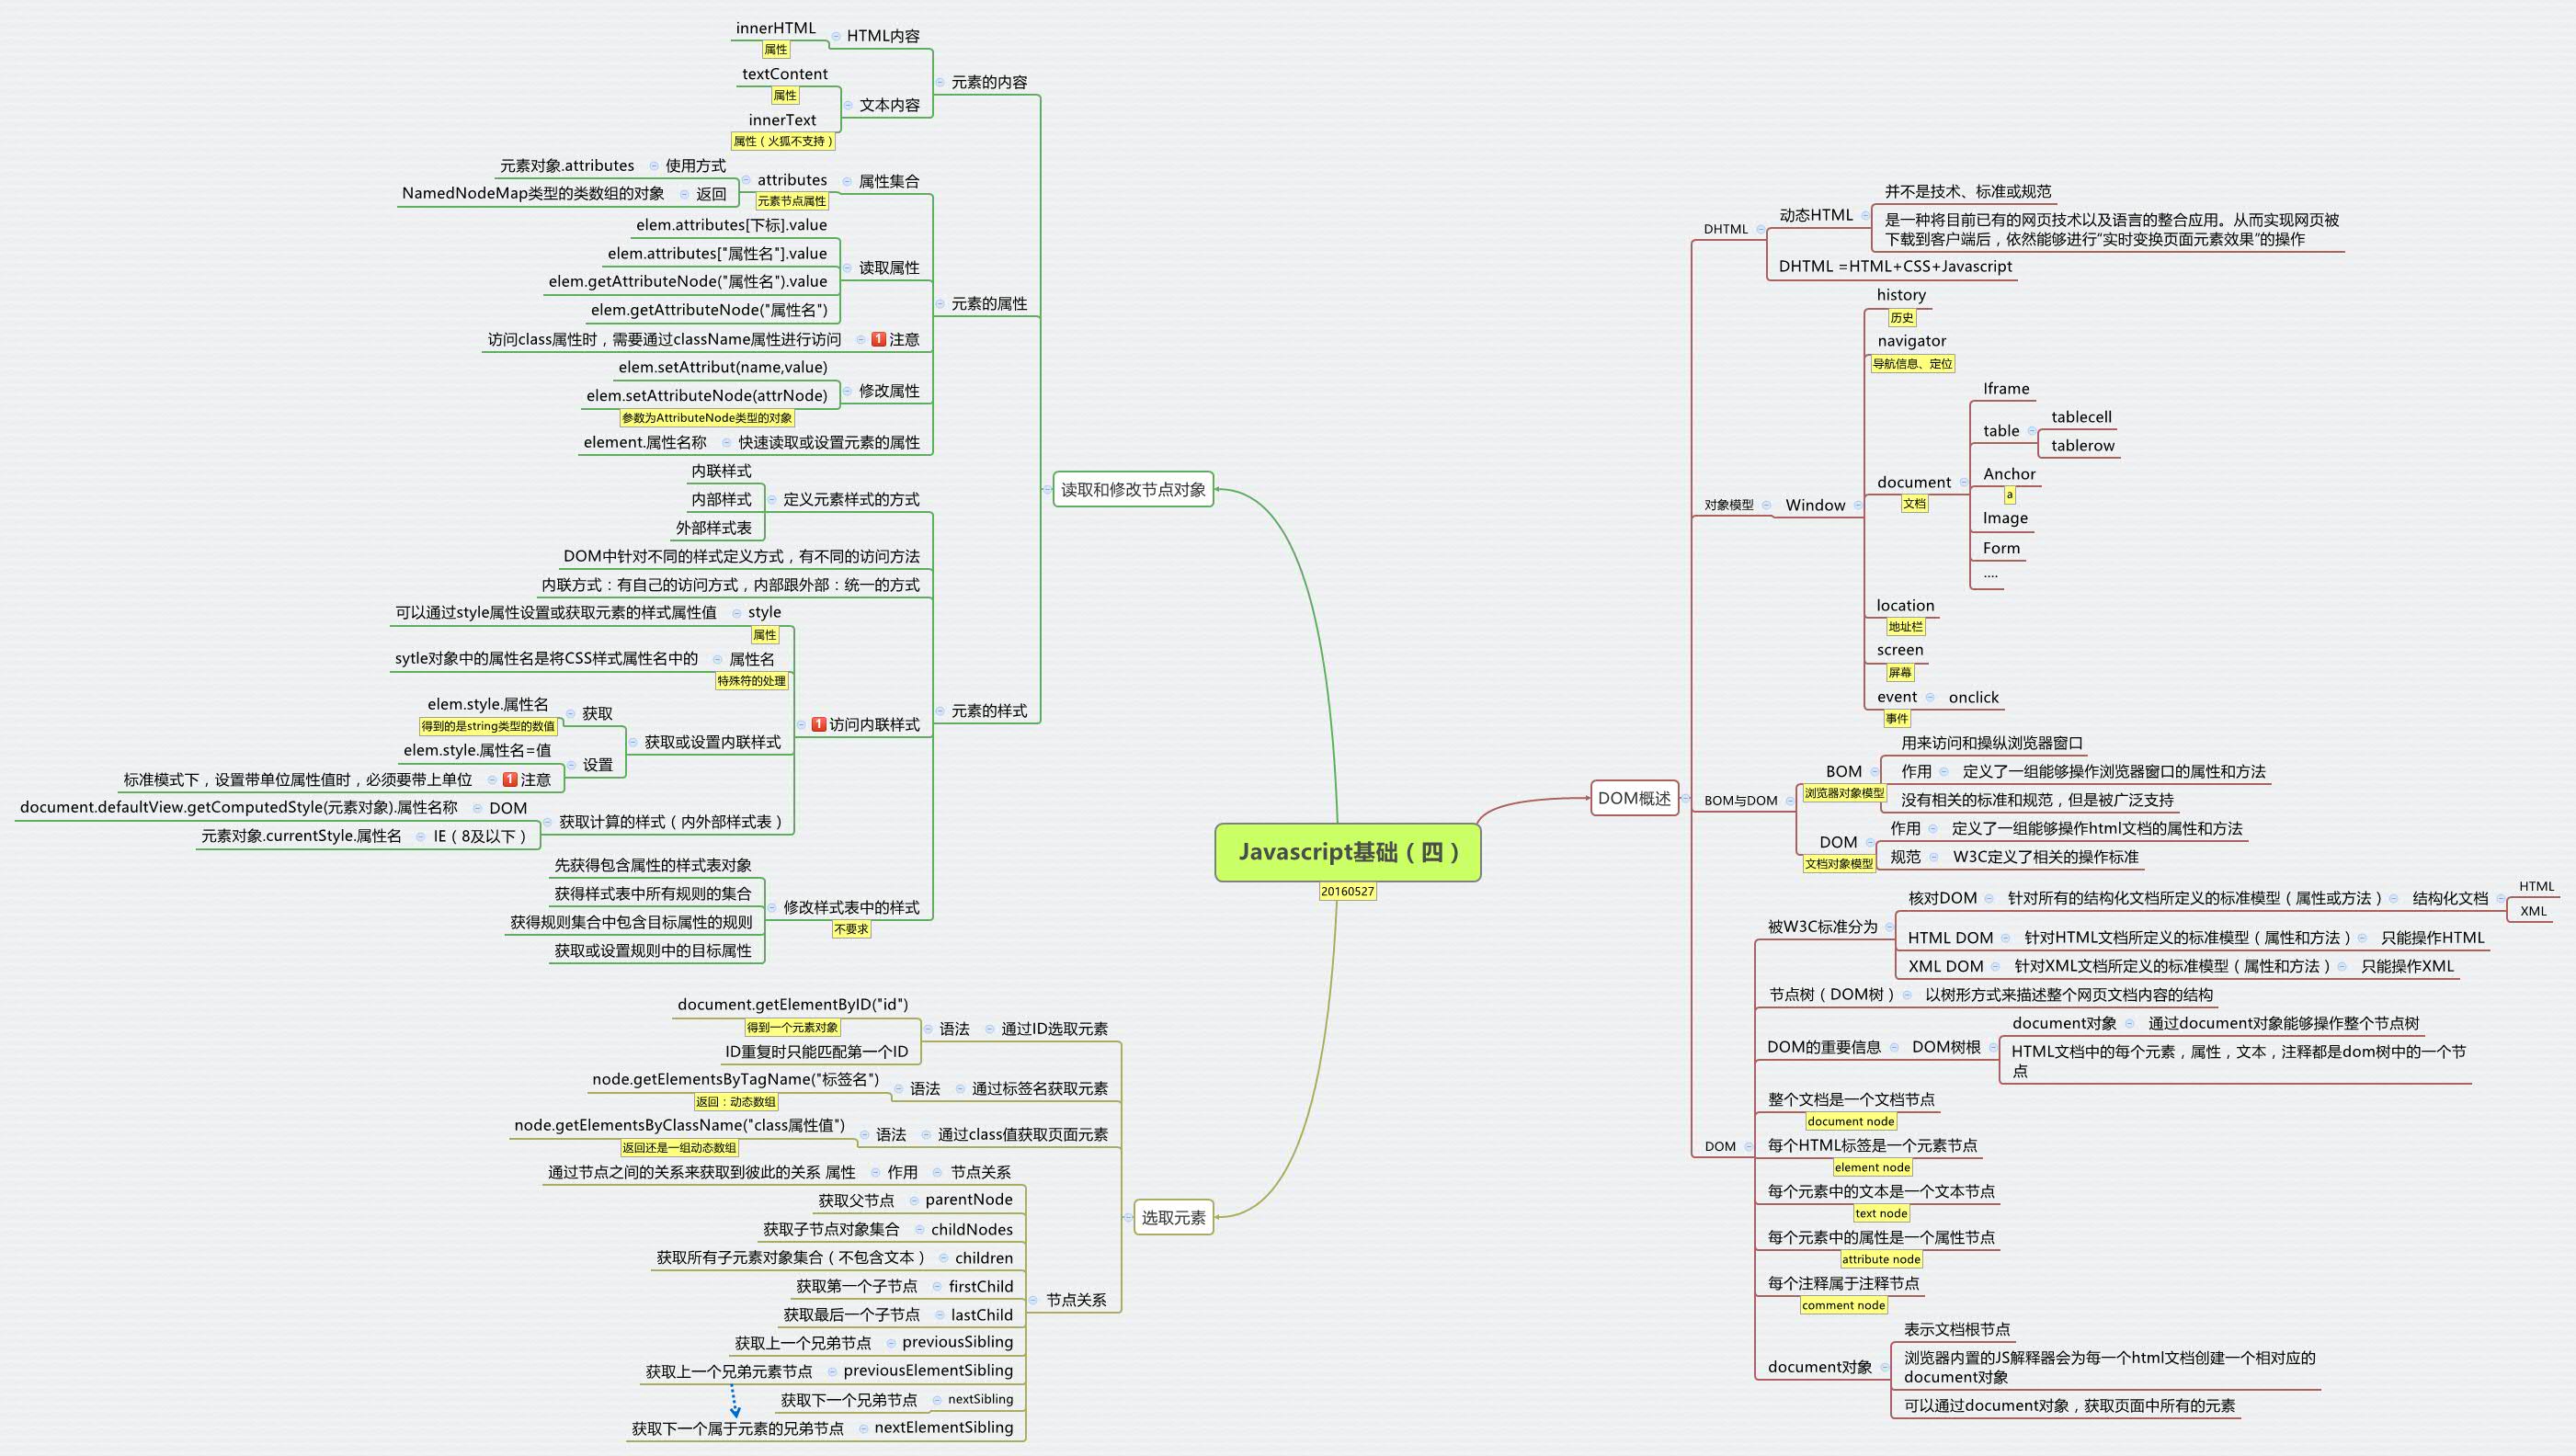 Javascript基础（四）
20160527
DOM概述
DHTML
动态HTML
并不是技术、标准或规范
是一种将目前已有的网页技术以及语言的整合应用。从而实现网页被
下载到客户端后，依然能够进行“实时变换页面元素效果”的操作
DHTML =HTML+CSS+Javascript
对象模型
Window
history
历史
navigator
导航信息、定位
document
文档
Iframe
table
tablecell
tablerow
Anchor
a
Image
Form
....
location
地址栏
screen
屏幕
event
事件
onclick
BOM与DOM
BOM
浏览器对象模型
用来访问和操纵浏览器窗口
作用
定义了一组能够操作浏览器窗口的属性和方法
没有相关的标准和规范，但是被广泛支持
DOM
文档对象模型
作用
定义了一组能够操作html文档的属性和方法
规范
W3C定义了相关的操作标准
DOM
被W3C标准分为
核对DOM
针对所有的结构化文档所定义的标准模型（属性或方法）
结构化文档
HTML
XML
HTML DOM
针对HTML文档所定义的标准模型（属性和方法）
只能操作HTML
XML DOM
针对XML文档所定义的标准模型（属性和方法）
只能操作XML
节点树（DOM树）
以树形方式来描述整个网页文档内容的结构
DOM的重要信息
DOM树根
document对象
通过document对象能够操作整个节点树
HTML文档中的每个元素，属性，文本，注释都是dom树中的一个节
点
整个文档是一个文档节点
document node
每个HTML标签是一个元素节点
element node
每个元素中的文本是一个文本节点
text node
每个元素中的属性是一个属性节点
attribute node
每个注释属于注释节点
comment node
document对象
表示文档根节点
浏览器内置的JS解释器会为每一个html文档创建一个相对应的
document对象
可以通过document对象，获取页面中所有的元素
选取元素
通过ID选取元素
语法
document.getElementByID("id")
得到一个元素对象
ID重复时只能匹配第一个ID
通过标签名获取元素
语法
node.getElementsByTagName("标签名")
返回：动态数组
通过class值获取页面元素
语法
node.getElementsByClassName("class属性值")
返回还是一组动态数组
节点关系
节点关系
作用
通过节点之间的关系来获取到彼此的关系 属性
parentNode
获取父节点
childNodes
获取子节点对象集合
children
获取所有子元素对象集合（不包含文本）
firstChild
获取第一个子节点
lastChild
获取最后一个子节点
previousSibling
获取上一个兄弟节点
previousElementSibling
获取上一个兄弟元素节点
nextSibling
获取下一个兄弟节点
nextElementSibling
获取下一个属于元素的兄弟节点
读取和修改节点对象
元素的内容
HTML内容
innerHTML
属性
文本内容
textContent
属性
innerText
属性（火狐不支持）
元素的属性
属性集合
attributes
元素节点属性
使用方式
元素对象.attributes
返回
NamedNodeMap类型的类数组的对象
读取属性
elem.attributes[下标].value
elem.attributes["属性名"].value
elem.getAttributeNode("属性名").value
elem.getAttributeNode("属性名")
1 注意
访问class属性时，需要通过className属性进行访问
修改属性
elem.setAttribut(name,value)
elem.setAttributeNode(attrNode)
参数为AttributeNode类型的对象
快速读取或设置元素的属性
element.属性名称
元素的样式
定义元素样式的方式
内联样式
内部样式
外部样式表
DOM中针对不同的样式定义方式，有不同的访问方法
内联方式：有自己的访问方式，内部跟外部：统一的方式
1 访问内联样式
style
属性
可以通过style属性设置或获取元素的样式属性值
属性名
特殊符的处理
sytle对象中的属性名是将CSS样式属性名中的
获取或设置内联样式
获取
elem.style.属性名
得到的是string类型的数值
设置
elem.style.属性名=值
1 注意
标准模式下，设置带单位属性值时，必须要带上单位
获取计算的样式（内外部样式表）
DOM
document.defaultView.getComputedStyle(元素对象).属性名称
IE（8及以下）
元素对象.currentStyle.属性名
修改样式表中的样式
不要求
先获得包含属性的样式表对象
获得样式表中所有规则的集合
获得规则集合中包含目标属性的规则
获取或设置规则中的目标属性